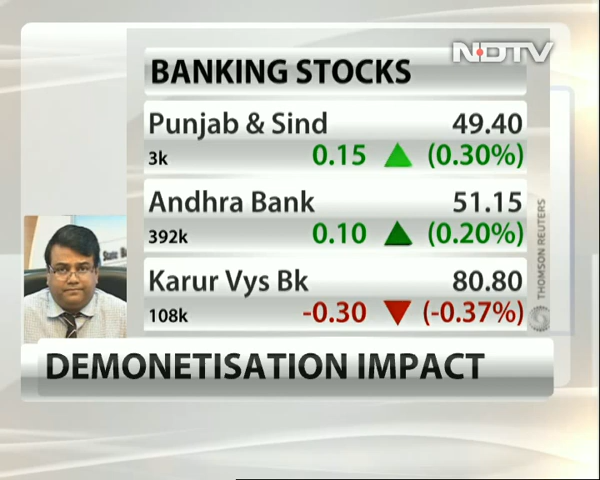 NDTV
BANKING STOCKS
Punjab & Sind 49.40
3k 0.15 ▲ (0.30%)
Andhra Bank 51.15
392k 0.10 ▲ (0.20%)
Karur Vys Bk 80.80
108k -0.30 ▼ (-0.37%)
THOMSON REUTERS
State
DEMONETISATION IMPACT